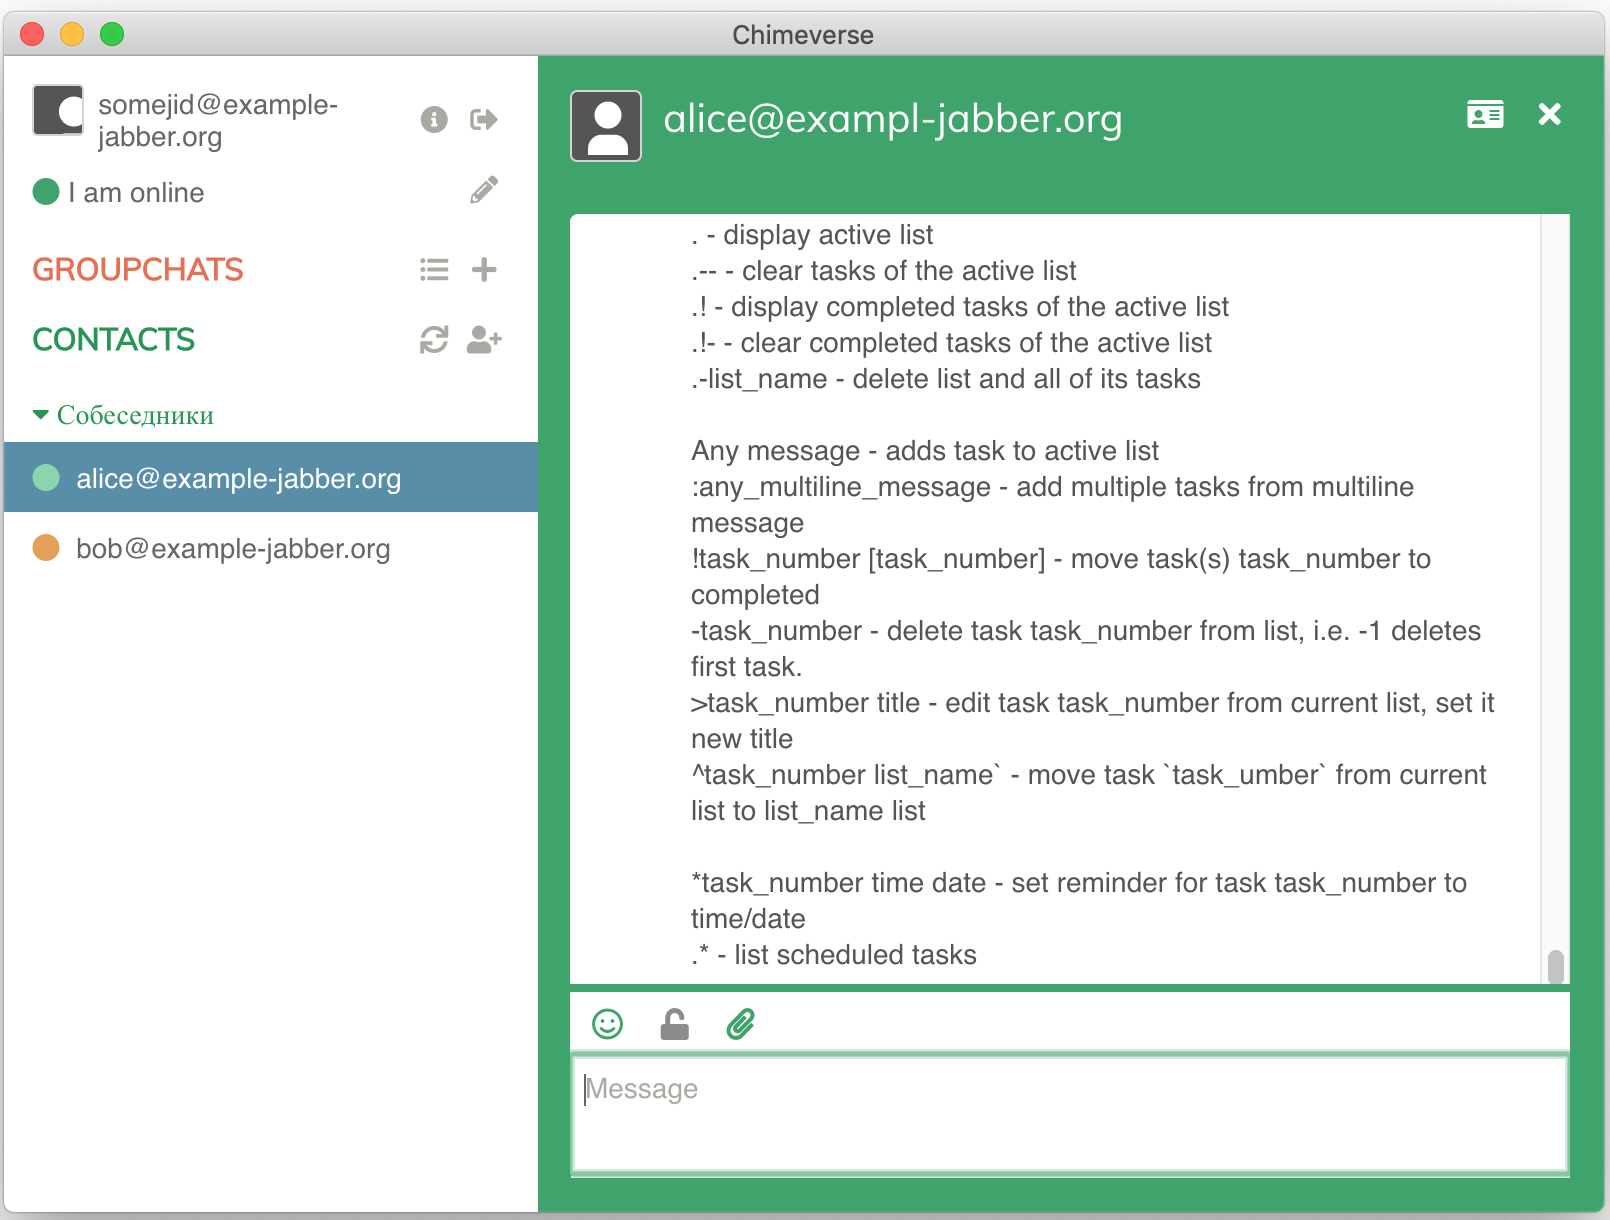 Chimeverse
somejid@example-
jabber.org
I am online
GROUPCHATS
CONTACTS
Собеседники
alice@example-jabber.org
bob@example-jabber.org
alice@exampl-jabber.org
. - display active list
.-- - clear tasks of the active list
.! - display completed tasks of the active list
.!- - clear completed tasks of the active list
.-list_name - delete list and all of its tasks
Any message - adds task to active list
:any_multiline_message - add multiple tasks from multiline
message
!task_number [task_number] - move task(s) task_number to
completed
-task_number - delete task task_number from list, i.e. -1 deletes
first task.
>task_number title - edit task task_number from current list, set it
new title
^task_number list_name` - move task `task_umber` from current
list to list_name list
*task_number time date - set reminder for task task_number to
time/date
.* - list scheduled tasks
Message